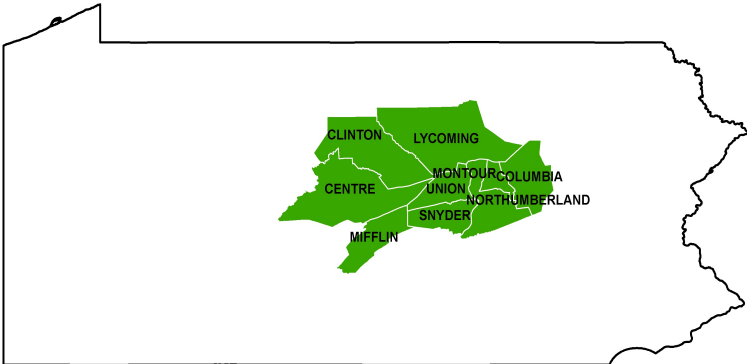 CLINTON
LYCOMING
MONTOUR
COLUMBIA
CENTRE
UNION
NORTHUMBERLAND
SNYDER
MIFFLIN